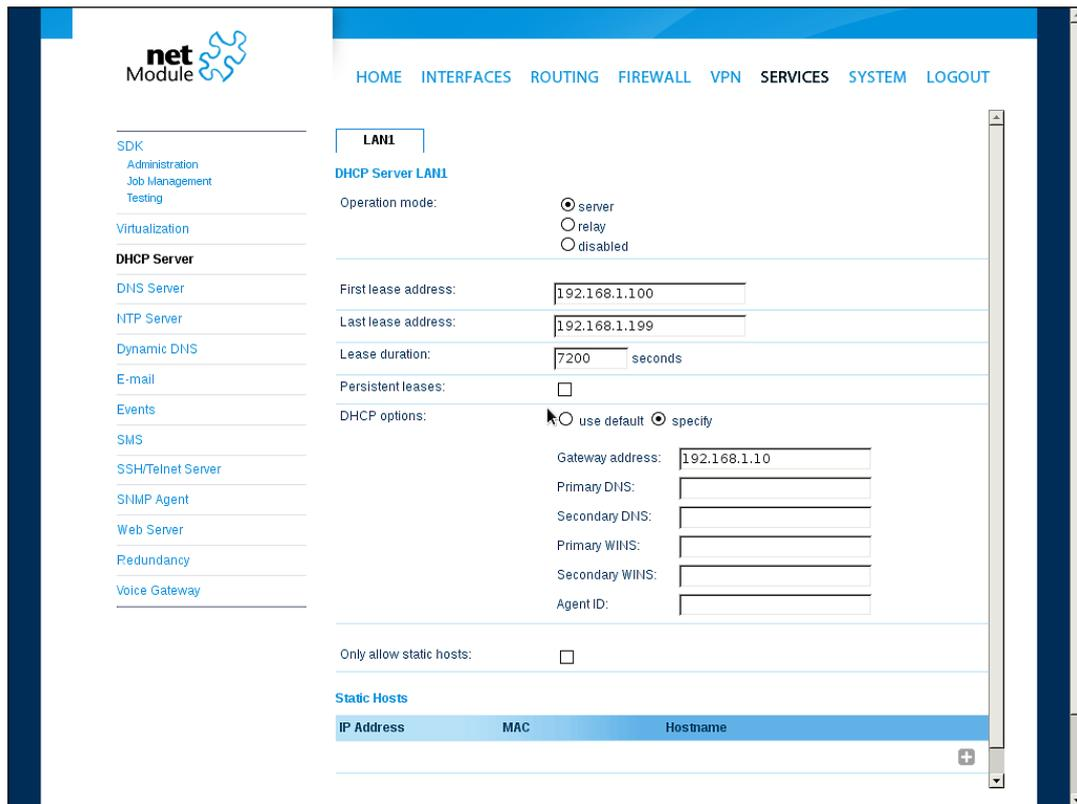 net
Module
HOME INTERFACES ROUTING FIREWALL VPN SERVICES SYSTEM LOGOUT
SDK
Administration
Job Management
Testing
Virtualization
DHCP Server
DNS Server
NTP Server
Dynamic DNS
E-mail
Events
SMS
SSH/Telnet Server
SNMP Agent
Web Server
Redundancy
Voice Gateway
LAN1
DHCP Server LAN1
Operation mode:
server
relay
disabled
First lease address: 192.168.1.100
Last lease address: 192.168.1.199
Lease duration: 7200 seconds
Persistent leases:
DHCP options: use default specify
Gateway address: 192.168.1.10
Primary DNS:
Secondary DNS:
Primary WINS:
Secondary WINS:
Agent ID:
Only allow static hosts:
Static Hosts
IP Address MAC Hostname